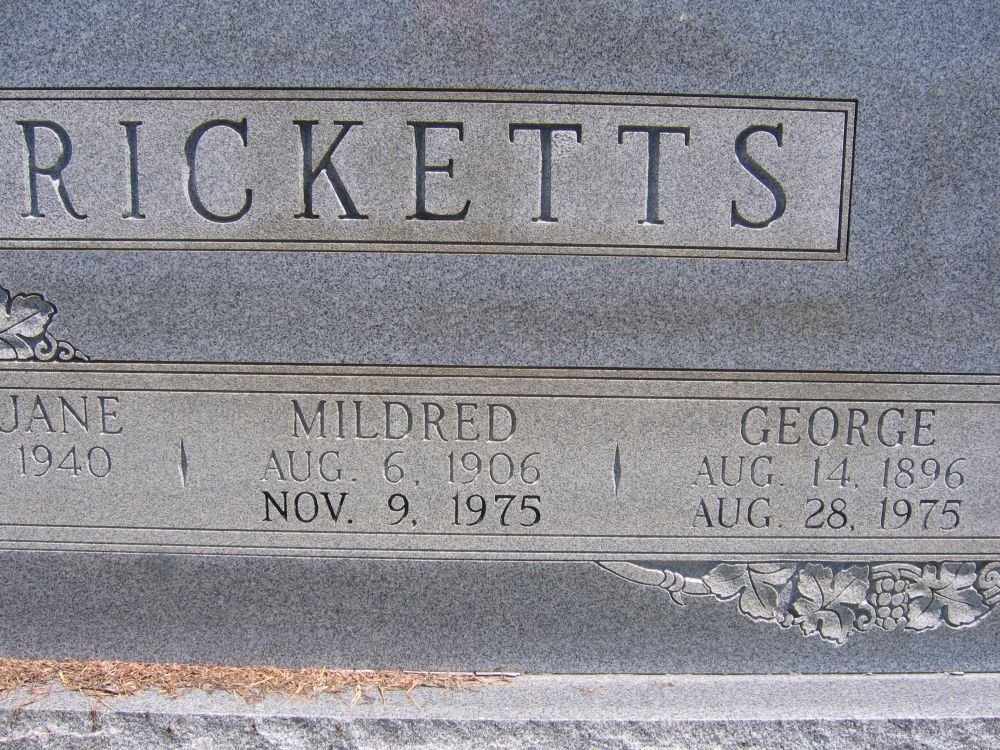 RICKETTS
JANE
1940
MILDRED
AUG. 6, 1906
NOV. 9, 1975
GEORGE
AUG. 14, 1896
AUG. 28, 1975